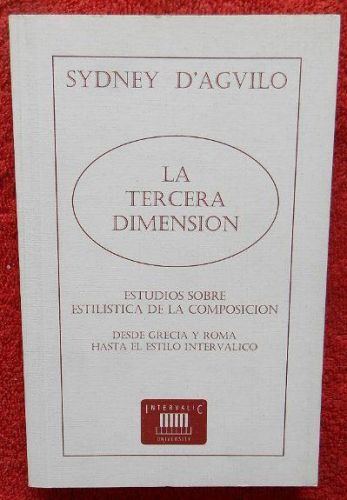 SYDNEY D'AGVILO
LA
TERCERA
DIMENSION
ESTUDIOS SOBRE
ESTILISTICA DE LA COMPOSICION
DESDE GRECIA Y ROMA
HASTA EL ESTILO INTERVALICO
INTERVALIC
UNIVERSITY